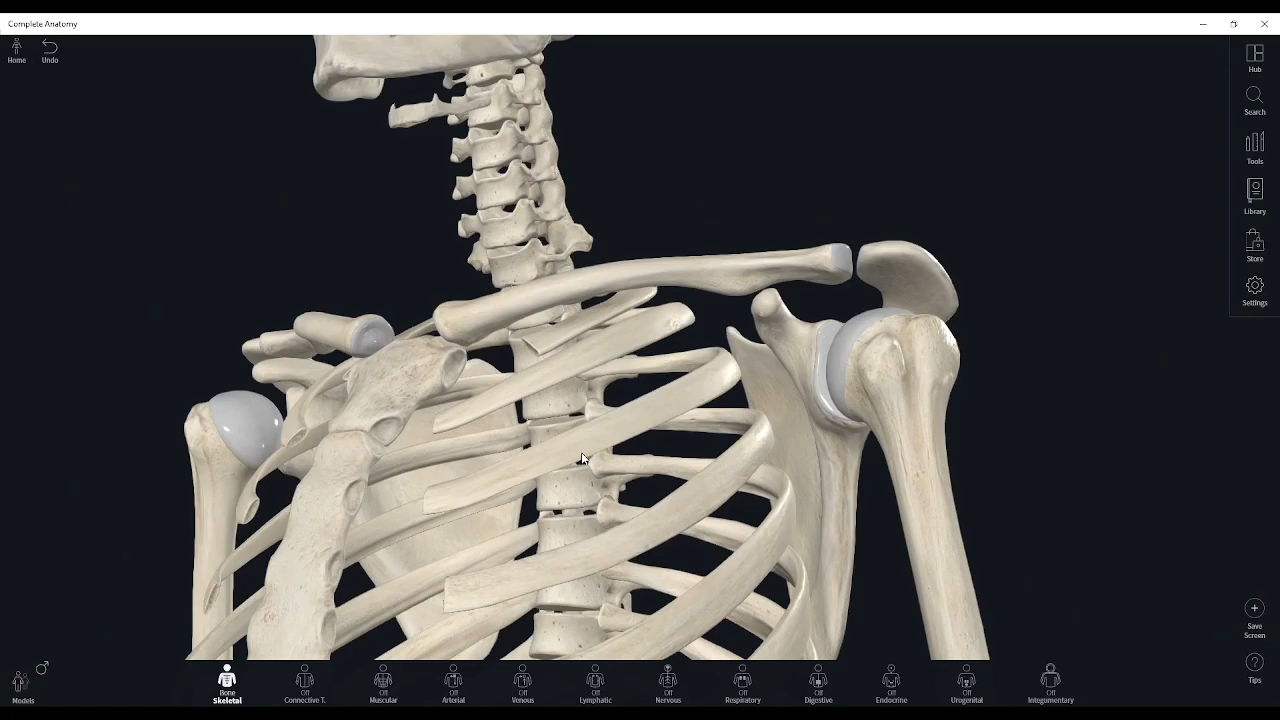 Complete Anatomy
Home Undo
Hub
Search
Tools
Library
Store
Settings
Save
Screen
Tips
Models
Bone
Skeletal
Off
Connective T.
Off
Muscular
Off
Arterial
Off
Venous
Off
Lymphatic
Off
Nervous
Off
Respiratory
Off
Digestive
Off
Endocrine
Off
Urogenital
Off
Integumentary